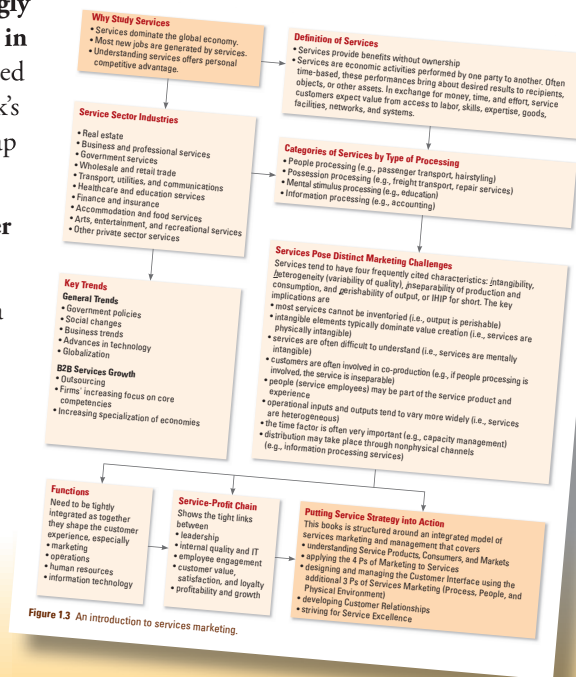 gly
in
ed
k's
ap
er
a
Why Study Services
• Services dominate the global economy.
• Most new jobs are generated by services.
• Understanding services offers personal
competitive advantage.
Definition of Services
• Services provide benefits without ownership
• Services are economic activities performed by one party to another. Often
time-based, these performances bring about desired results to recipients,
objects, or other assets. In exchange for money, time, and effort, service
customers expect value from access to labor, skills, expertise, goods,
facilities, networks, and systems.
Service Sector Industries
• Real estate
• Business and professional services
• Government services
• Wholesale and retail trade
• Transport, utilities, and communications
• Healthcare and education services
• Finance and insurance
• Accommodation and food services
• Arts, entertainment, and recreational services
• Other private sector services
Categories of Services by Type of Processing
• People processing (e.g., passenger transport, hairstyling)
• Possession processing (e.g., freight transport, repair services)
• Mental stimulus processing (e.g., education)
• Information processing (e.g., accounting)
Services Pose Distinct Marketing Challenges
Services tend to have four frequently cited characteristics: intangibility,
heterogeneity (variability of quality), inseparability of production and
consumption, and perishability of output, or IHIP for short. The key
implications are
• most services cannot be inventoried (i.e., output is perishable)
• intangible elements typically dominate value creation (i.e., services are
physically intangible)
• services are often difficult to understand (i.e., services are mentally
intangible)
• customers are often involved in co-production (e.g., if people processing is
involved, the service is inseparable)
• people (service employees) may be part of the service product and
experience
• operational inputs and outputs tend to vary more widely (i.e., services
are heterogeneous)
• the time factor is often very important (e.g., capacity management)
• distribution may take place through nonphysical channels
(e.g., information processing services)
Key Trends
General Trends
• Government policies
• Social changes
• Business trends
• Advances in technology
• Globalization
B2B Services Growth
• Outsourcing
• Firms' increasing focus on core
competencies
• Increasing specialization of economies
Functions
Need to be tightly
integrated as together
they shape the customer
experience, especially
• marketing
• operations
• human resources
• information technology
Service-Profit Chain
Shows the tight links
between
• leadership
• internal quality and IT
• employee engagement
• customer value,
satisfaction, and loyalty
• profitability and growth
Putting Service Strategy into Action
This book is structured around an integrated model of
services marketing and management that covers
• understanding Service Products, Consumers, and Markets
• applying the 4 Ps of Marketing to Services
• designing and managing the Customer Interface using the
additional 3 Ps of Services Marketing (Process, People, and
Physical Environment)
• developing Customer Relationships
• striving for Service Excellence
Figure 1.3 An introduction to services marketing.